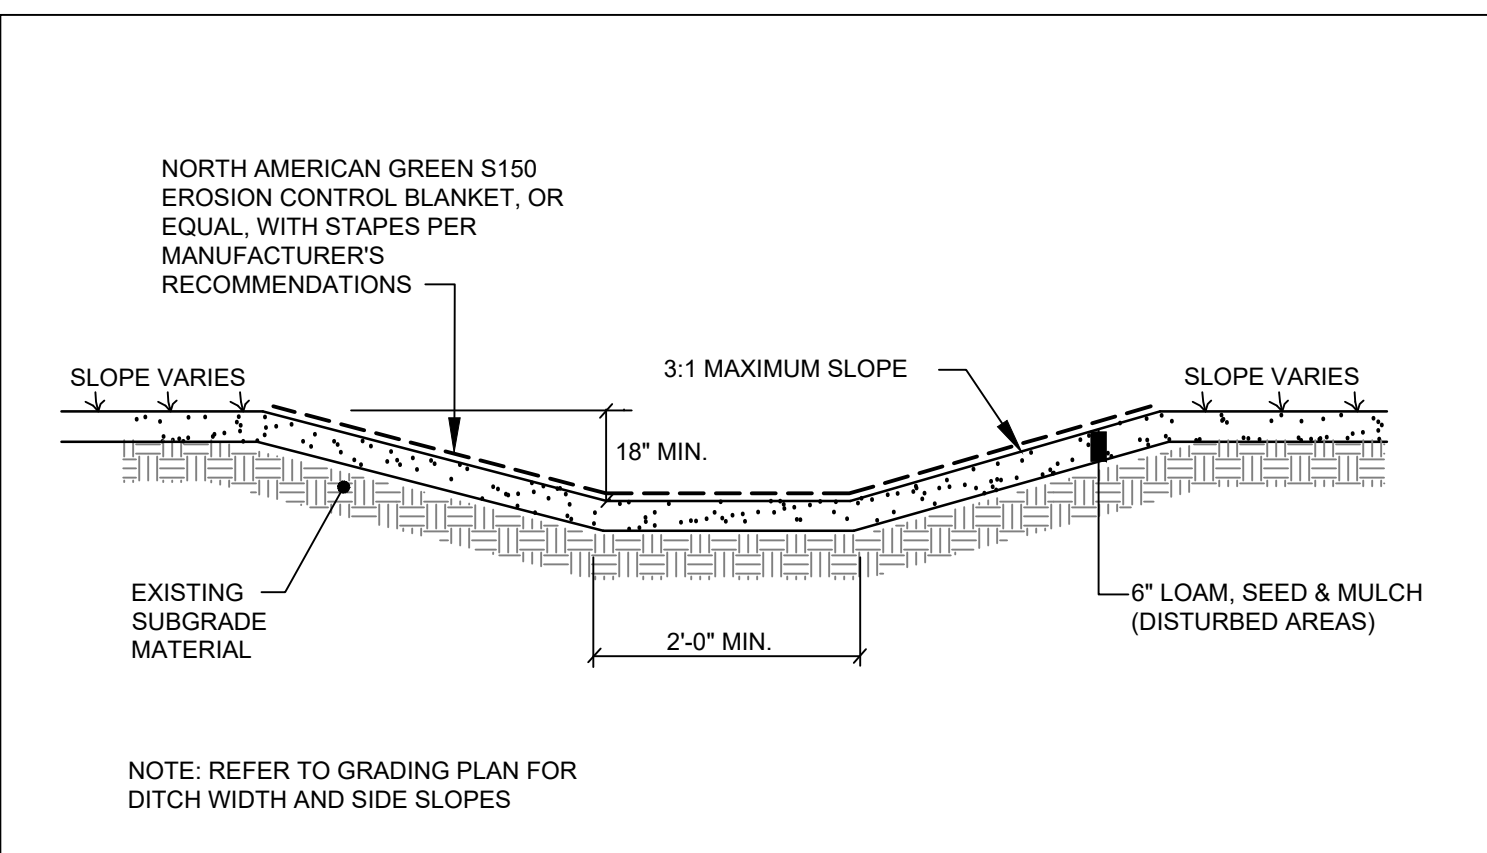 NORTH AMERICAN GREEN S150
EROSION CONTROL BLANKET, OR
EQUAL, WITH STAPES PER
MANUFACTURER'S
RECOMMENDATIONS
3:1 MAXIMUM SLOPE
SLOPE VARIES
SLOPE VARIES
18" MIN.
EXISTING
SUBGRADE
MATERIAL
6" LOAM, SEED & MULCH
(DISTURBED AREAS)
2'-0" MIN.
NOTE: REFER TO GRADING PLAN FOR
DITCH WIDTH AND SIDE SLOPES